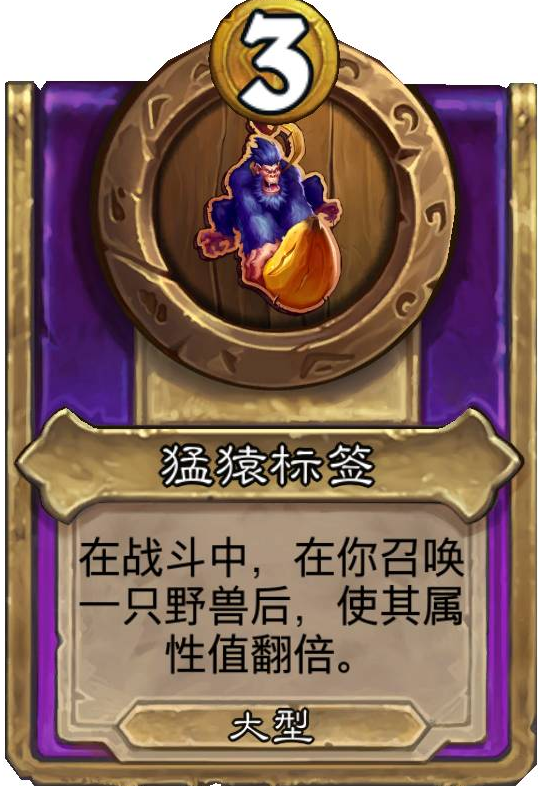 3
猛猿标签
在战斗中，在你召唤
一只野兽后，使其属
性值翻倍。
大型